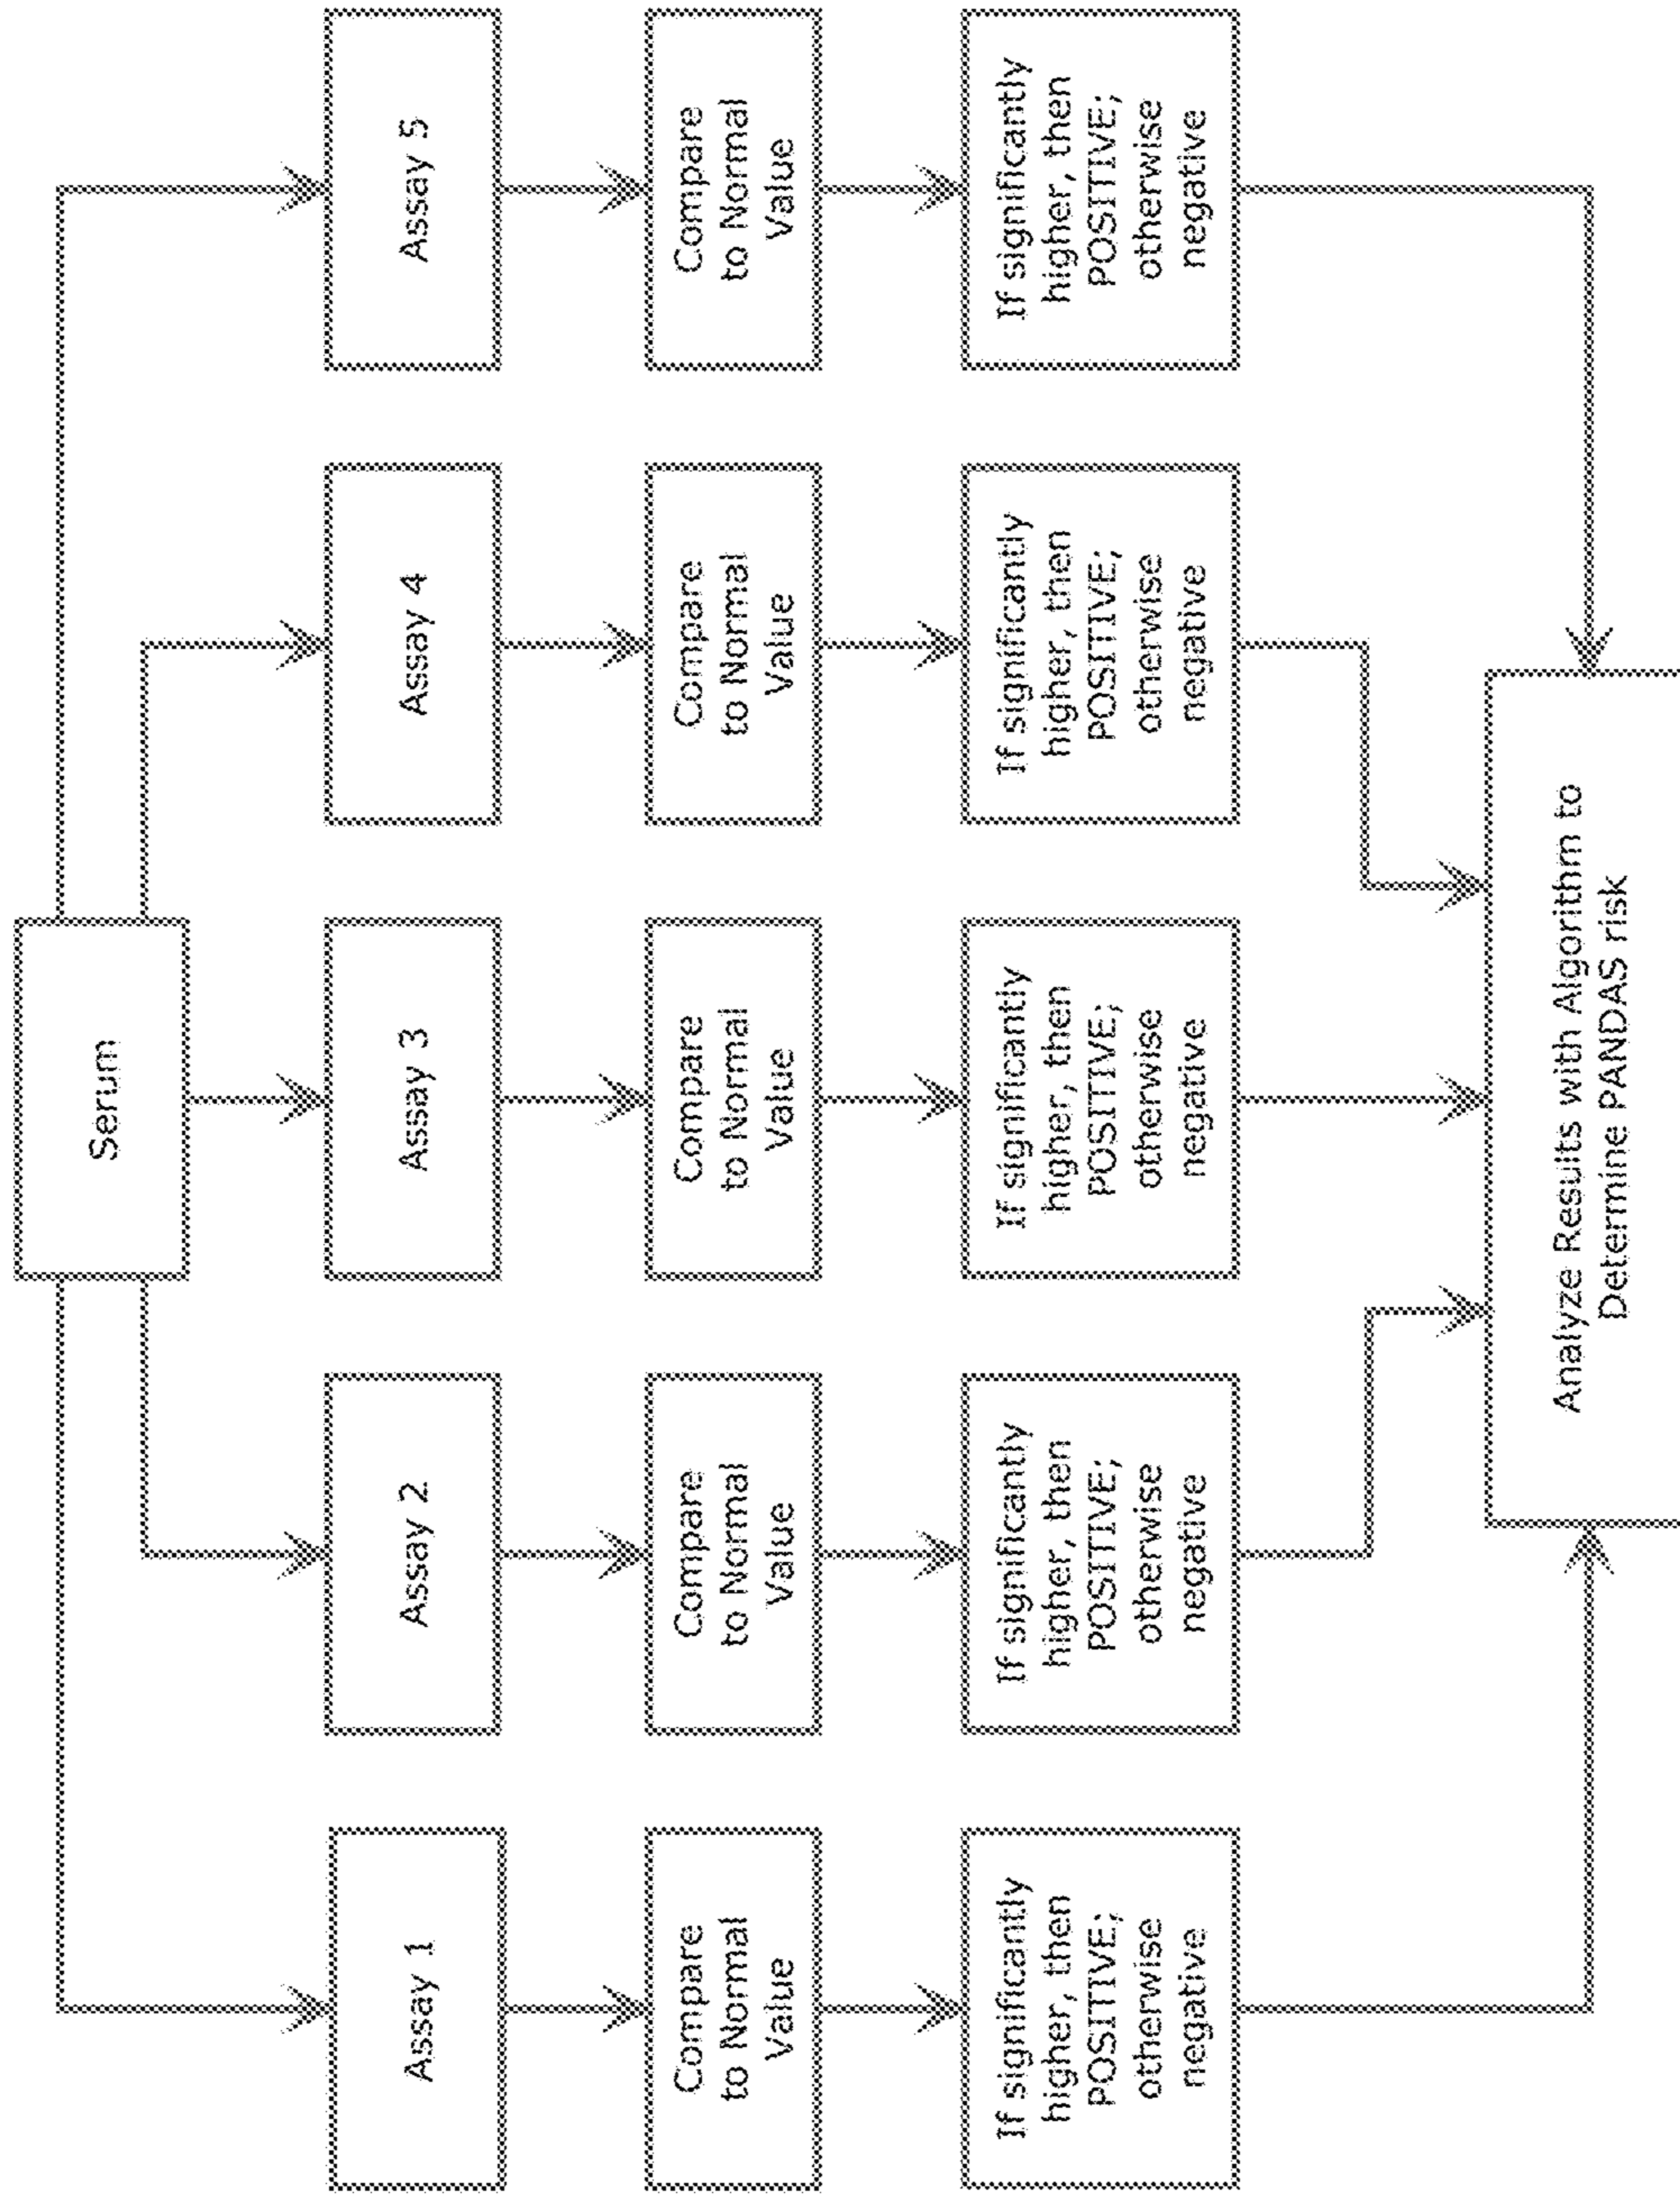 Serum
Assay 1
Assay 2
Assay 3
Assay 4
Assay 5
Compare
to Normal
Value
Compare
to Normal
Value
Compare
to Normal
Value
Compare
to Normal
Value
Compare
to Normal
Value
If significantly
higher, then
POSITIVE;
otherwise
negative
If significantly
higher, then
POSITIVE;
otherwise
negative
If significantly
higher, then
POSITIVE;
otherwise
negative
If significantly
higher, then
POSITIVE;
otherwise
negative
If significantly
higher, then
POSITIVE;
otherwise
negative
Analyze Results with Algorithm to
Determine PANDAS risk